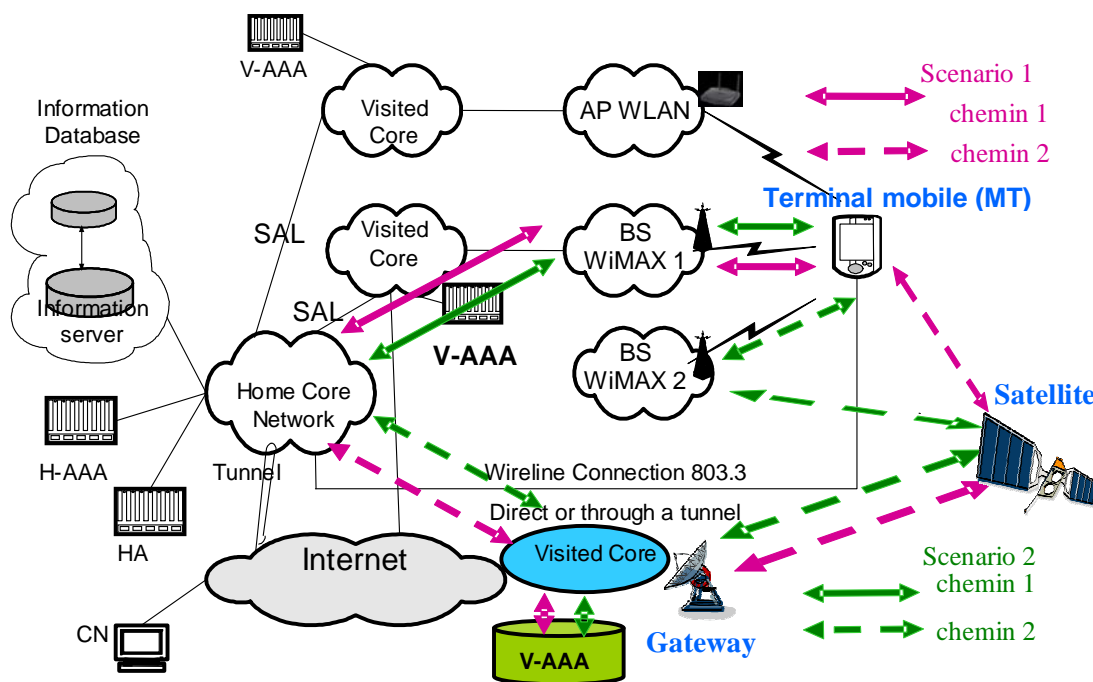 V-AAA
Scenario 1
chemin 1
chemin 2
Information
Database
Visited
Core
AP WLAN
Terminal mobile (MT)
SAL
Visited
Core
BS
WiMAX 1
Information
server
SAL
V-AAA
BS
WiMAX 2
Home Core
Network
Satellite
H-AAA
Tunnel
Wireline Connection 803.3
Direct or through a tunnel
HA
Internet
Visited Core
Scenario 2
chemin 1
chemin 2
CN
Gateway
V-AAA